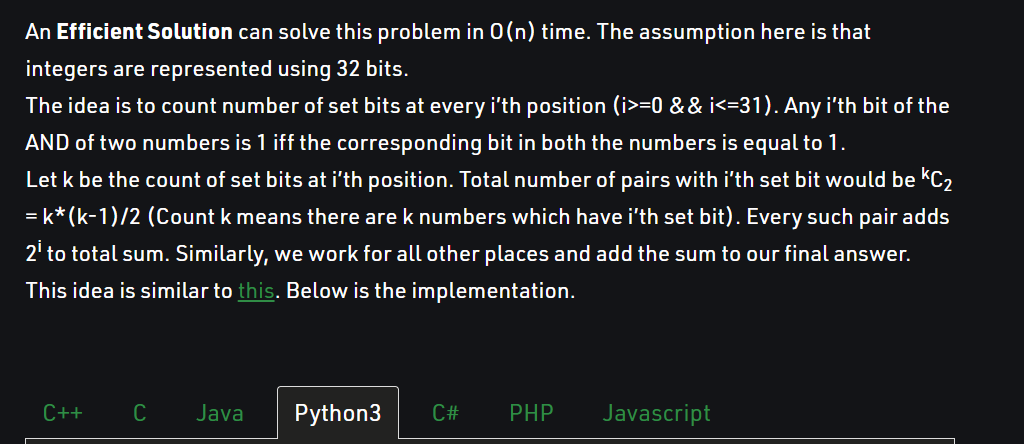 An Efficient Solution can solve this problem in O(n) time. The assumption here is that
integers are represented using 32 bits.
The idea is to count number of set bits at every i’th position (i>=0 && i<=31). Any i’th bit of the
AND of two numbers is 1 iff the corresponding bit in both the numbers is equal to 1.
Let k be the count of set bits at i’th position. Total number of pairs with i’th set bit would be ᵏC₂
= k*(k-1)/2 (Count k means there are k numbers which have i’th set bit). Every such pair adds
2ⁱ to total sum. Similarly, we work for all other places and add the sum to our final answer.
This idea is similar to this. Below is the implementation.
C++ C Java Python3 C# PHP Javascript